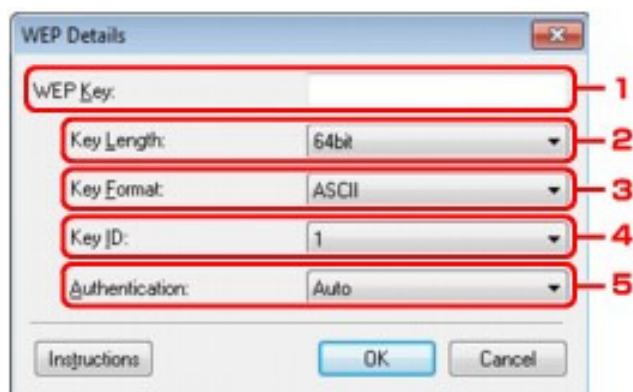 WEP Details
WEP Key: 1
Key Length: 64bit 2
Key Format: ASCII 3
Key ID: 1 4
Authentication: Auto 5
Instructions OK Cancel